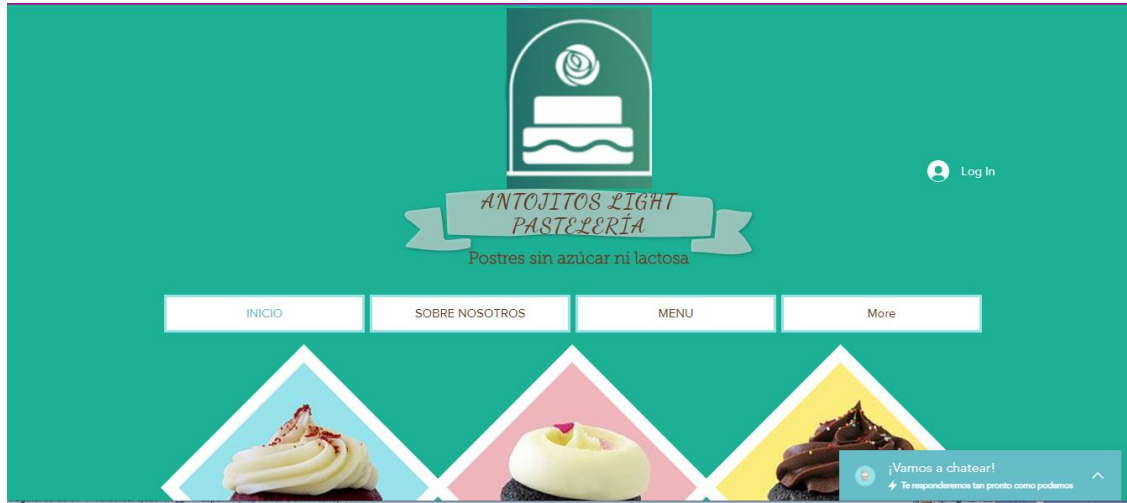 Log In
ANTOJITOS LIGHT
PASTELERÍA
Postres sin azúcar ni lactosa
INICIO
SOBRE NOSOTROS
MENU
More
¡Vamos a chatear!
Te responderemos tan pronto como podamos